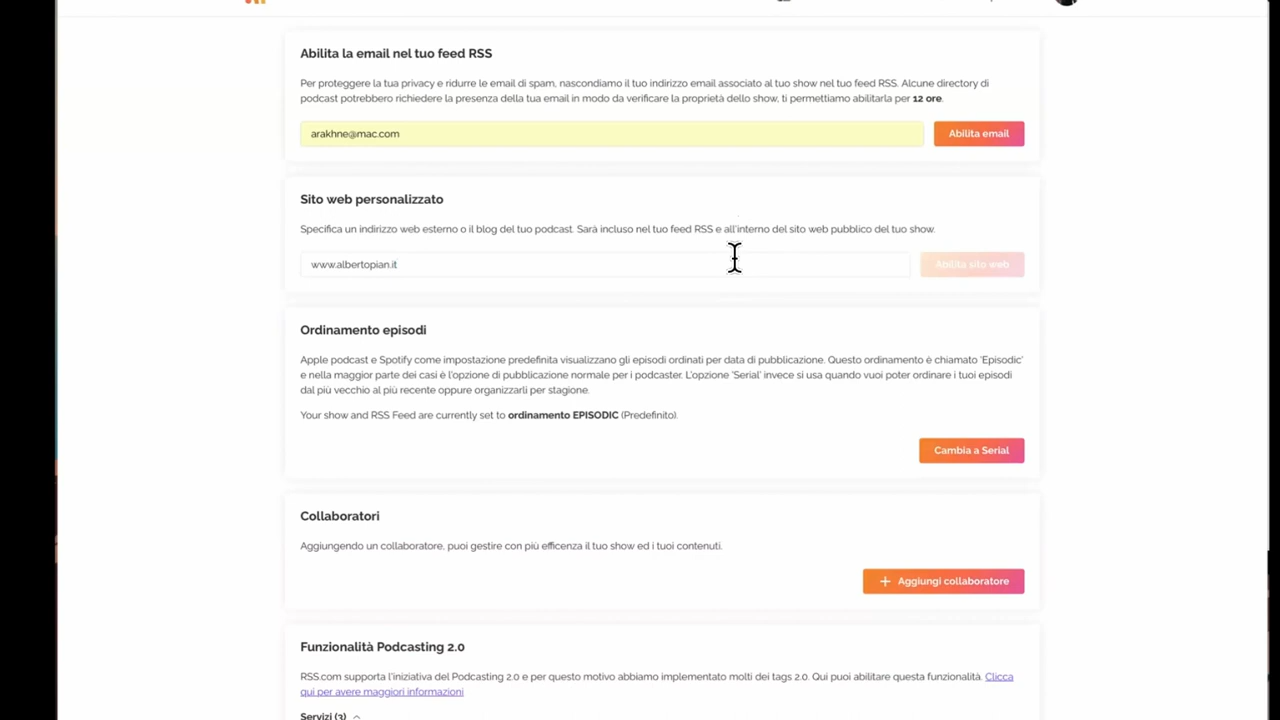 Abilita la email nel tuo feed RSS
Per proteggere la tua privacy e ridurre le email di spam, nascondiamo il tuo indirizzo email associato al tuo show nel tuo feed RSS. Alcune directory di
podcast potrebbero richiedere la presenza della tua email in modo da verificare la proprietà dello show, ti permettiamo abilitarla per 12 ore.
arakhne@mac.com
Abilita email
Sito web personalizzato
Specifica un indirizzo web esterno o il blog del tuo podcast. Sarà incluso nel tuo feed RSS e all'interno del sito web pubblico del tuo show.
www.albertopian.it
Abilita sito web
Ordinamento episodi
Apple podcast e Spotify come impostazione predefinita visualizzano gli episodi ordinati per data di pubblicazione. Questo ordinamento è chiamato 'Episodic'
e nella maggior parte dei casi è l'opzione di pubblicazione normale per i podcaster. L'opzione 'Serial' invece si usa quando vuoi poter ordinare i tuoi episodi
dal più vecchio al più recente oppure organizzarli per stagione.
Your show and RSS Feed are currently set to ordinamento EPISODIC (Predefinito).
Cambia a Serial
Collaboratori
Aggiungendo un collaboratore, puoi gestire con più efficenza il tuo show ed i tuoi contenuti.
+ Aggiungi collaboratore
Funzionalità Podcasting 2.0
RSS.com supporta l'iniziativa del Podcasting 2.0 e per questo motivo abbiamo implementato molti dei tags 2.0. Qui puoi abilitare questa funzionalità. Clicca
qui per avere maggiori informazioni
Servizi (3)